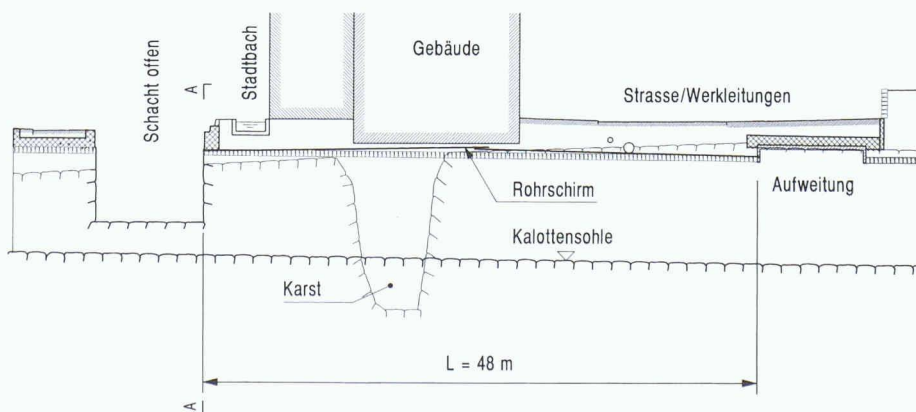 Schacht offen
Stadtbach
Gebäude
Strasse/Werkleitungen
A
Rohrschirm
Aufweitung
Kalottensohle
Karst
L = 48 m
A